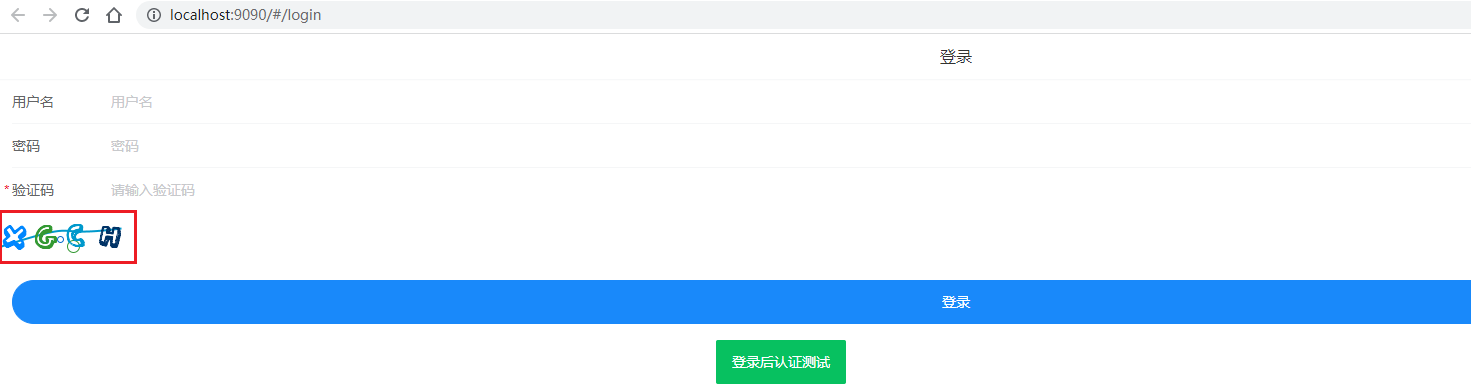 localhost:9090/#/login
登录
用户名 用户名
密码 密码
*验证码 请输入验证码
X G C H
登录
登录后认证测试